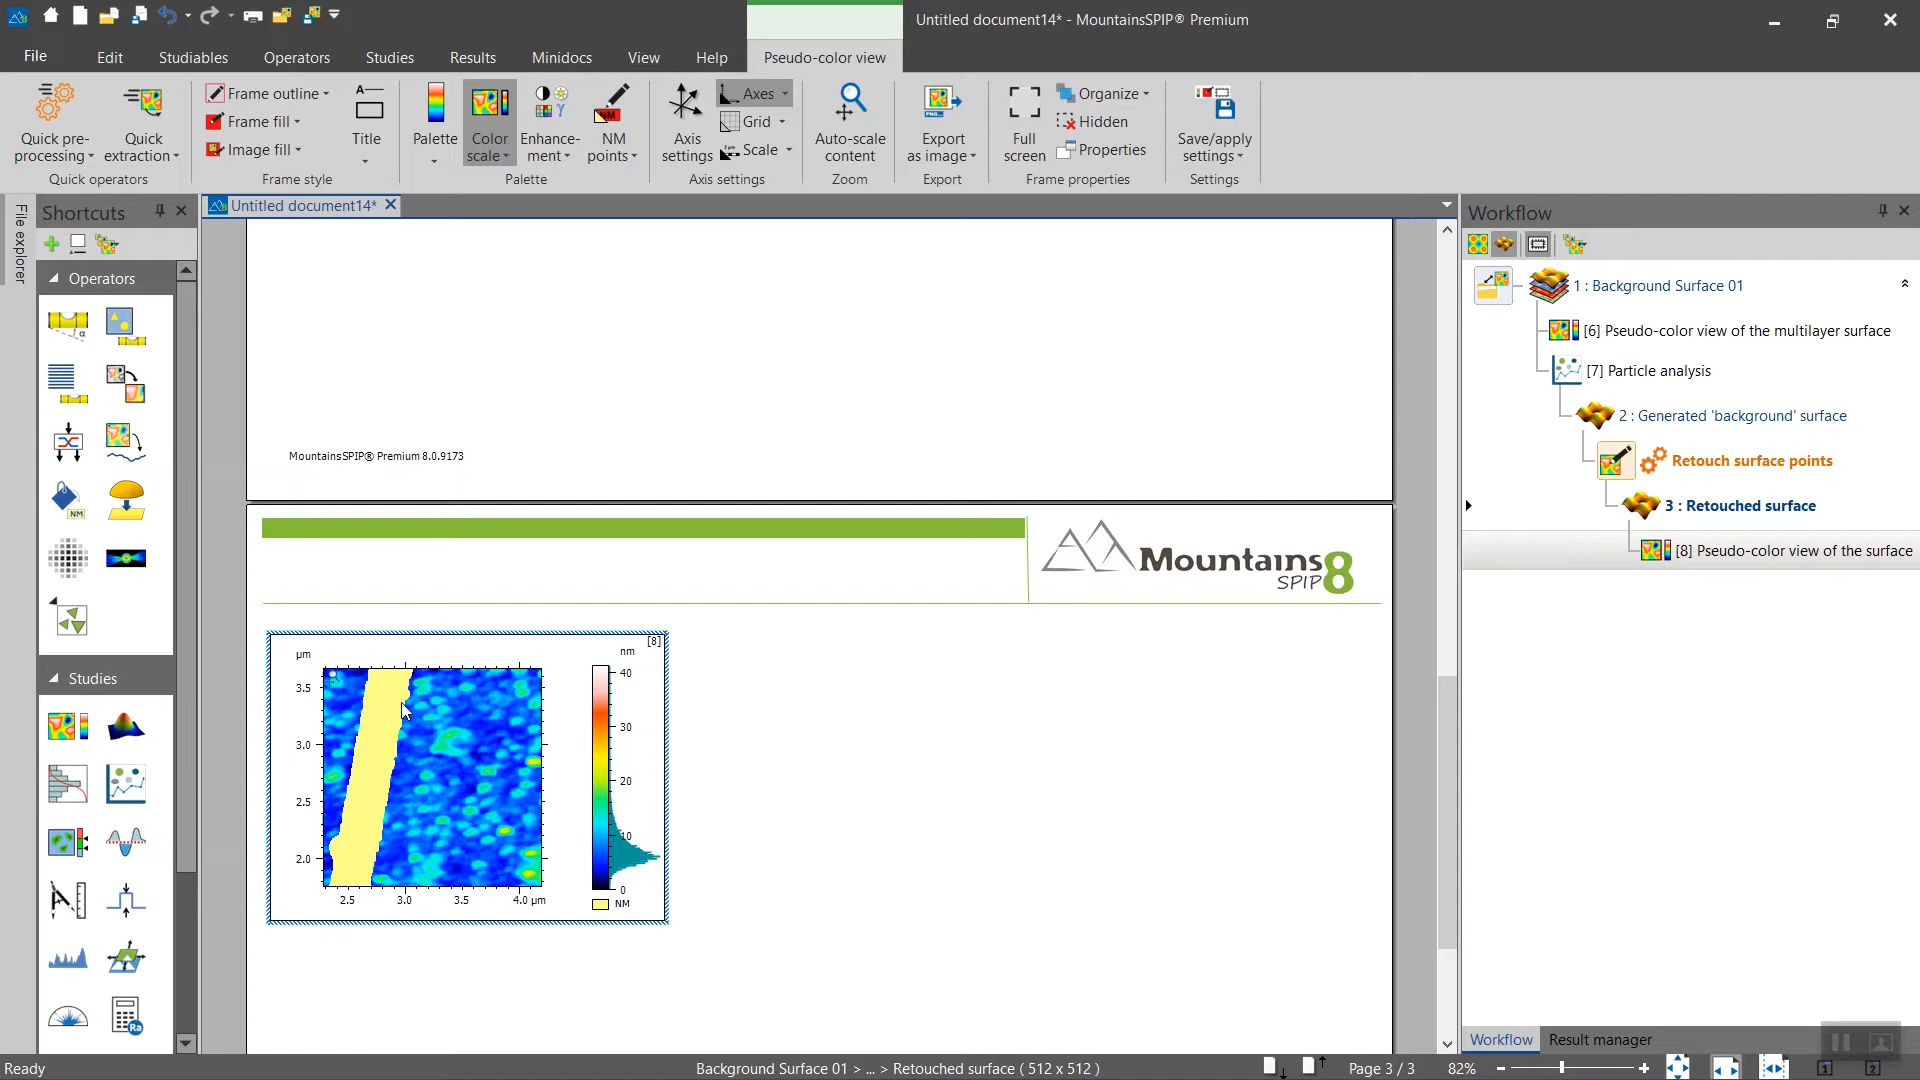 Untitled document14* - MountainsSPIP® Premium
File
Edit
Studiables
Operators
Studies
Results
Minidocs
View
Help
Pseudo-color view
Quick pre-
processing
Quick
extraction
Quick operators
Frame outline
Frame fill
Image fill
Title
Frame style
Palette
Color
scale
Enhance-
ment
NM
points
Palette
Axis
settings
Axes
Grid
Scale
Axis settings
Auto-scale
content
Zoom
Export
as image
Export
Full
screen
Organize
Hidden
Properties
Frame properties
Save/apply
settings
Settings
File explorer
Shortcuts
Operators
Studies
Untitled document14*
MountainsSPIP® Premium 8.0.9173
Mountains8
SPIP
[8]
µm
3.5
3.0
2.5
2.0
2.5
3.0
3.5
4.0 µm
nm
40
30
20
10
0
NM
Workflow
1 : Background Surface 01
[6] Pseudo-color view of the multilayer surface
[7] Particle analysis
2 : Generated 'background' surface
Retouch surface points
3 : Retouched surface
[8] Pseudo-color view of the surface
Workflow
Result manager
Ready
Background Surface 01 > ... > Retouched surface ( 512 x 512 )
Page 3 / 3
82%
1
2